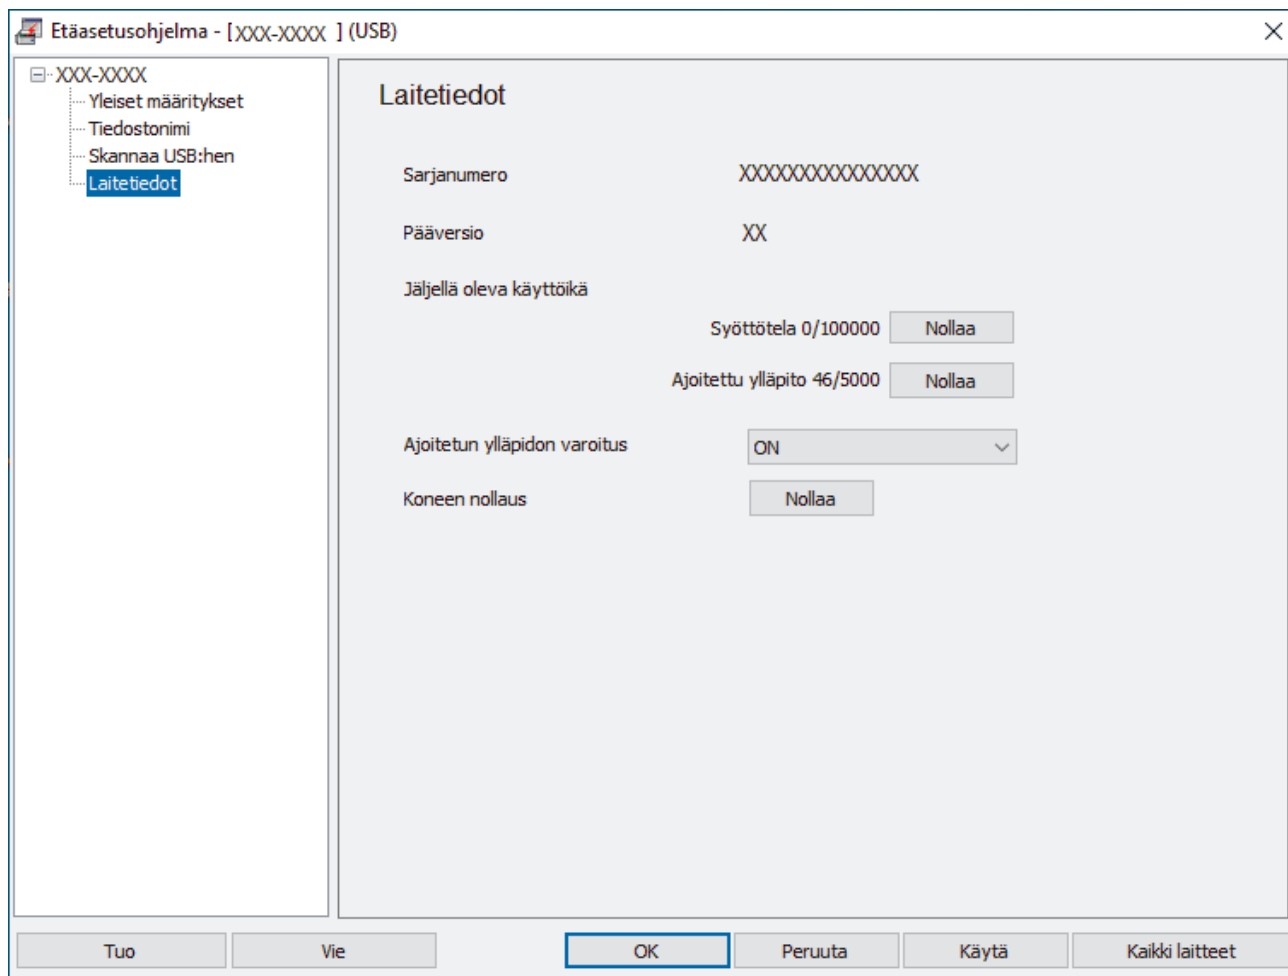 Etäasetusohjelma - [XXX-XXXX ] (USB)
XXX-XXXX
Yleiset määritykset
Tiedostonimi
Skannaa USB:hen
Laitetiedot
Laitetiedot
Sarjanumero XXXXXXXXXXXXXXX
Pääversio XX
Jäljellä oleva käyttöikä
Syöttötela 0/100000 Nollaa
Ajoitettu ylläpito 46/5000 Nollaa
Ajoitetun ylläpidon varoitus ON
Koneen nollaus Nollaa
Tuo Vie OK Peruuta Käytä Kaikki laitteet